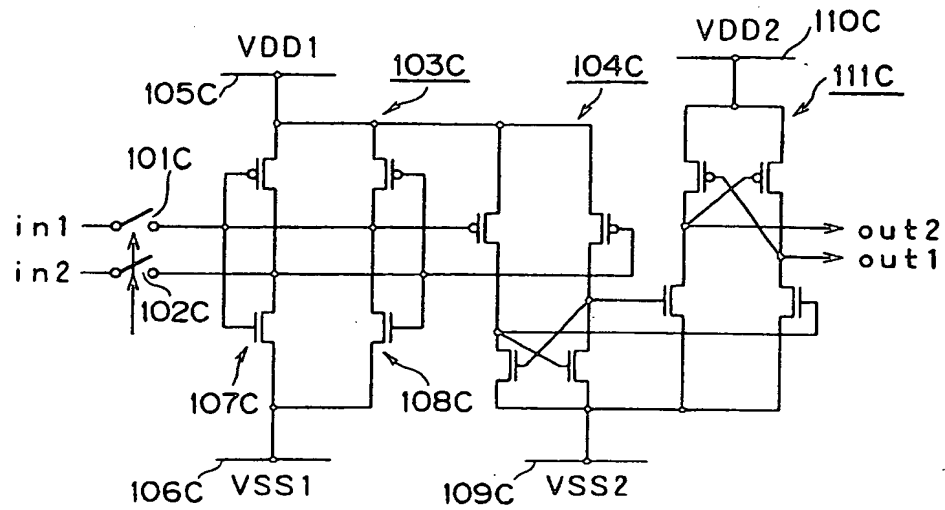 110C
VDD1
VDD2
103C
104C
111C
105C
101C
in1
out2
in2
out1
102C
107C
108C
106C
VSS1
109C
VSS2